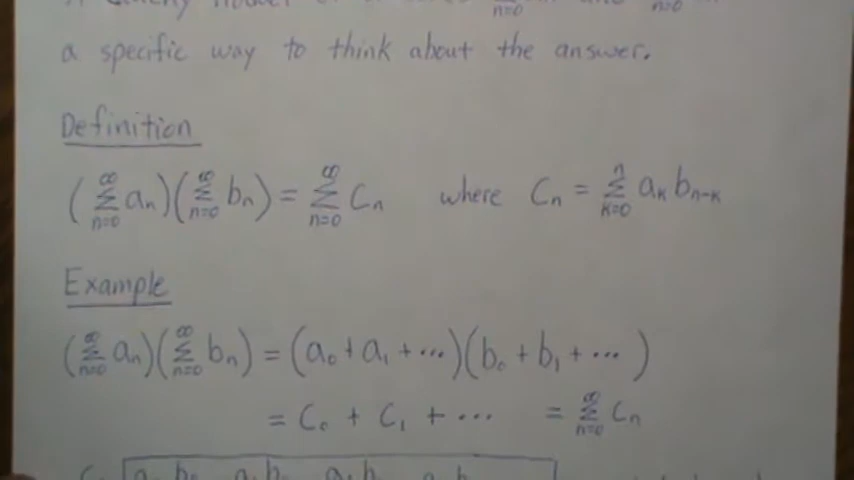 a specific way to think about the answer.
Definition
(∑_{n=0}^{∞} a_n)(∑_{n=0}^{∞} b_n) = ∑_{n=0}^{∞} C_n where C_n = ∑_{k=0}^{n} a_k b_{n-k}
Example
(∑_{n=0}^{∞} a_n)(∑_{n=0}^{∞} b_n) = (a_0 + a_1 + ...)(b_0 + b_1 + ...)
= C_0 + C_1 + ... = ∑_{n=0}^{∞} C_n